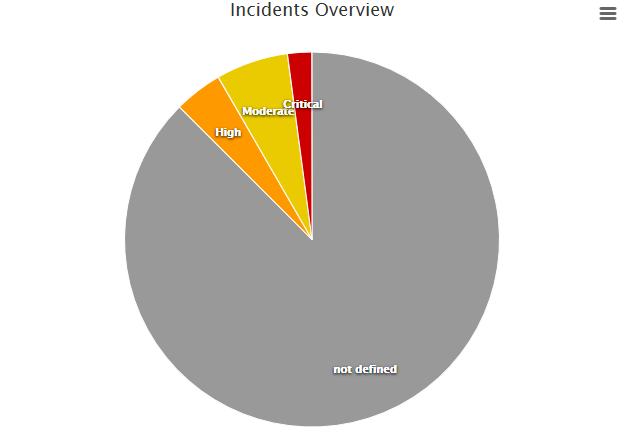 Incidents Overview
Critical
Moderate
High
not defined